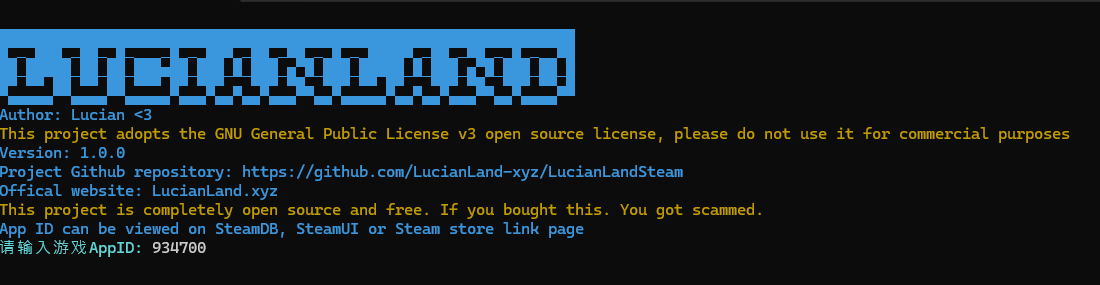 LUCIANLAND
Author: Lucian <3
This project adopts the GNU General Public License v3 open source license, please do not use it for commercial purposes
Version: 1.0.0
Project Github repository: https://github.com/LucianLand-xyz/LucianLandSteam
Offical website: LucianLand.xyz
This project is completely open source and free. If you bought this. You got scammed.
App ID can be viewed on SteamDB, SteamUI or Steam store link page
请输入游戏AppID: 934700